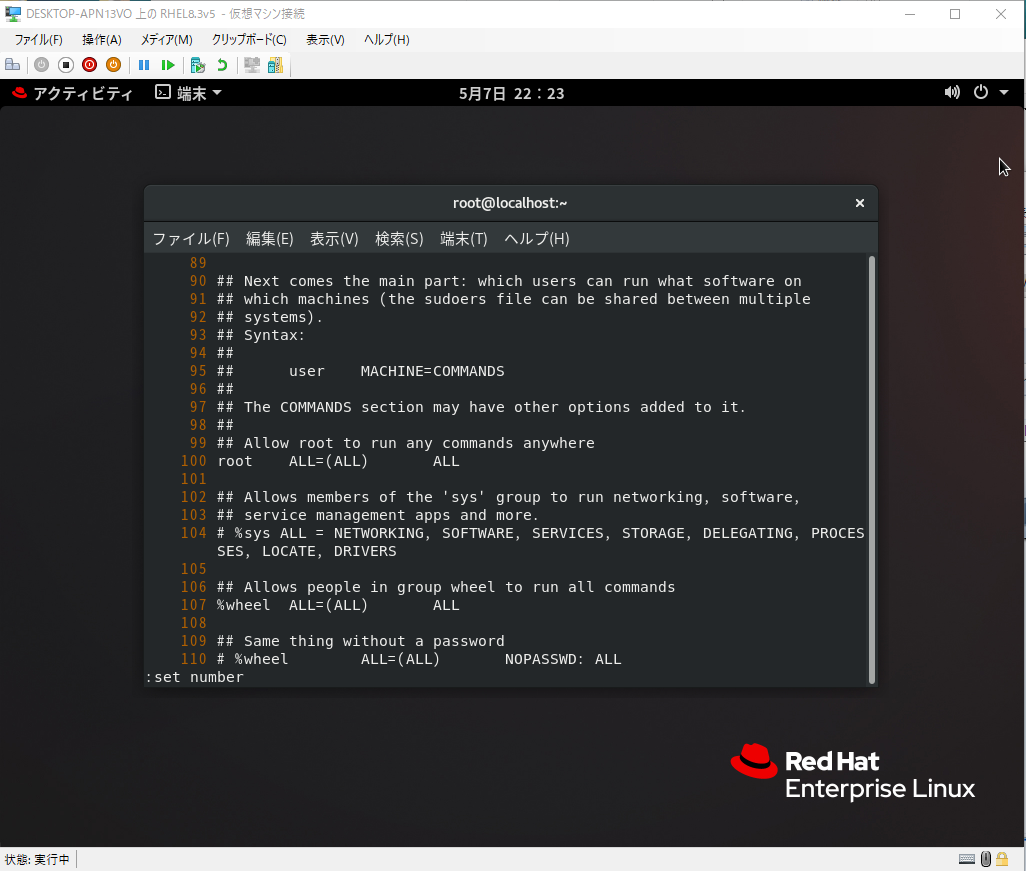 DESKTOP-APN13VO 上の RHEL8.3v5 - 仮想マシン接続
ファイル(F) 操作(A) メディア(M) クリップボード(C) 表示(V) ヘルプ(H)
アクティビティ 端末 5月7日 22：23
root@localhost:~
ファイル(F) 編集(E) 表示(V) 検索(S) 端末(T) ヘルプ(H)
89
90 ## Next comes the main part: which users can run what software on
91 ## which machines (the sudoers file can be shared between multiple
92 ## systems).
93 ## Syntax:
94 ##
95 ##      user    MACHINE=COMMANDS
96 ##
97 ## The COMMANDS section may have other options added to it.
98 ##
99 ## Allow root to run any commands anywhere
100 root    ALL=(ALL)       ALL
101
102 ## Allows members of the 'sys' group to run networking, software,
103 ## service management apps and more.
104 # %sys ALL = NETWORKING, SOFTWARE, SERVICES, STORAGE, DELEGATING, PROCES
SES, LOCATE, DRIVERS
105
106 ## Allows people in group wheel to run all commands
107 %wheel  ALL=(ALL)       ALL
108
109 ## Same thing without a password
110 # %wheel        ALL=(ALL)       NOPASSWD: ALL
:set number
Red Hat
Enterprise Linux
状態: 実行中